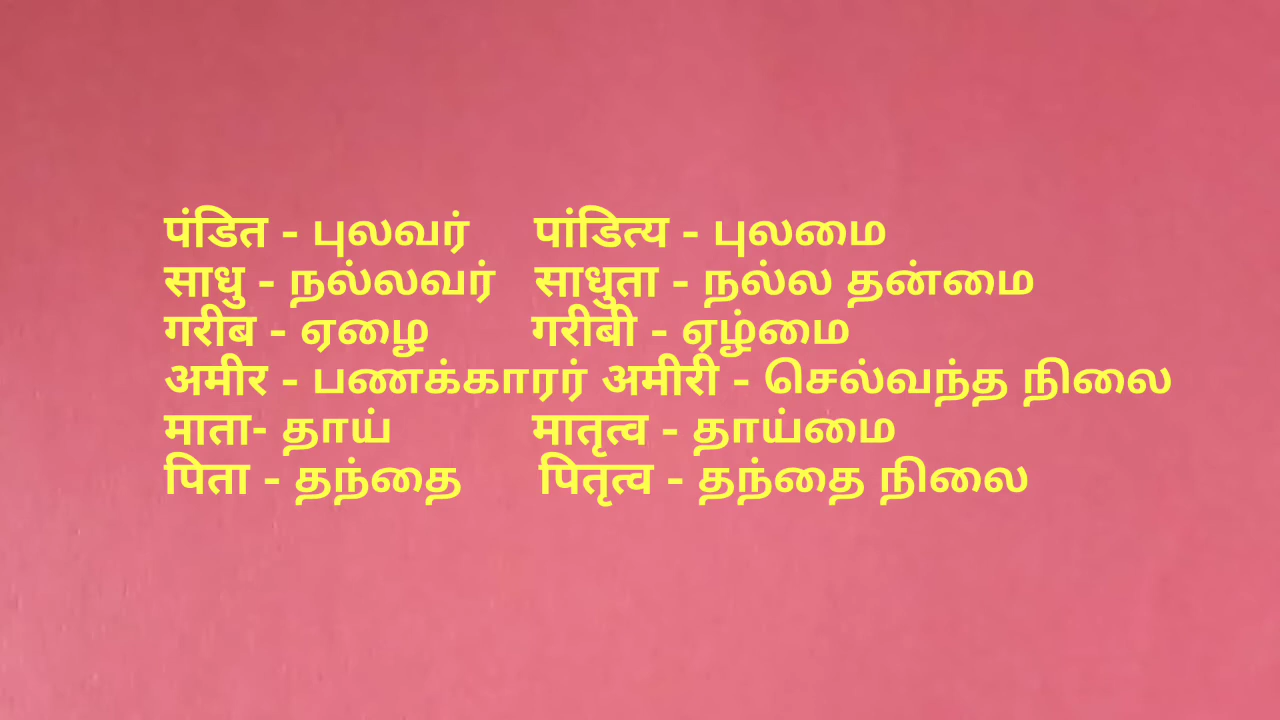 पंडित - புலவர் पांडित्य - புலமை
साधु - நல்லவர் साधुता - நல்ல தன்மை
गरीब - ஏழை गरीबी - ஏழ்மை
अमीर - பணக்காரர் अमीरी - செல்வந்த நிலை
माता- தாய் मातृत्व - தாய்மை
पिता - தந்தை पितृत्व - தந்தை நிலை